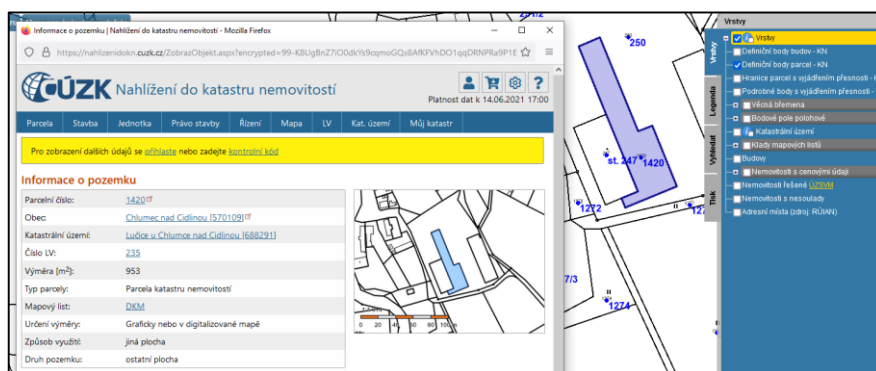 Informace o pozemku | Nahlížení do katastru nemovitostí - Mozilla Firefox
https://nahlizenidokn.cuzk.cz/ZobrazObjekt.aspx?encrypted=
ČÚZK Nahlížení do katastru nemovitostí
Platnost dat k 14.06.2021 17:00
Parcela Stavba Jednotka Právo stavby Řízení Mapa LV Kat. území Můj katastr
Pro zobrazení dalších údajů se přihlaste nebo zadejte kontrolní kód
Informace o pozemku
Parcelní číslo: 1420
Obec: Chlumec nad Cidlinou [570109]
Katastrální území: Lučice u Chlumce nad Cidlinou [688291]
Číslo LV: 235
Výměra [m2]: 953
Typ parcely: Parcela katastru nemovitostí
Mapový list: DKM
Určení výměry: Graficky nebo v digitalizované mapě
Způsob využití: jiná plocha
Druh pozemku: ostatní plocha
0 20 40 60 80 100 m
251/2
250
st. 247
1420
1272
127
7/3
1274
Vrstvy
Vrstvy
Legenda
Vyhledat
Tisk
Vrstvy
Definiční body budov - KN
Definiční body parcel - KN
Hranice parcel s vyjádřením přesnosti -
Podrobné body s vyjádřením přesnosti -
Věcná břemena
Bodové pole polohové
Katastrální území
Klady mapových listů
Budovy
Nemovitosti s cenovými údaji
Nemovitosti řešené ÚZSVM
Nemovitosti s nesoulady
Adresní místa (zdroj: RÚIAN)